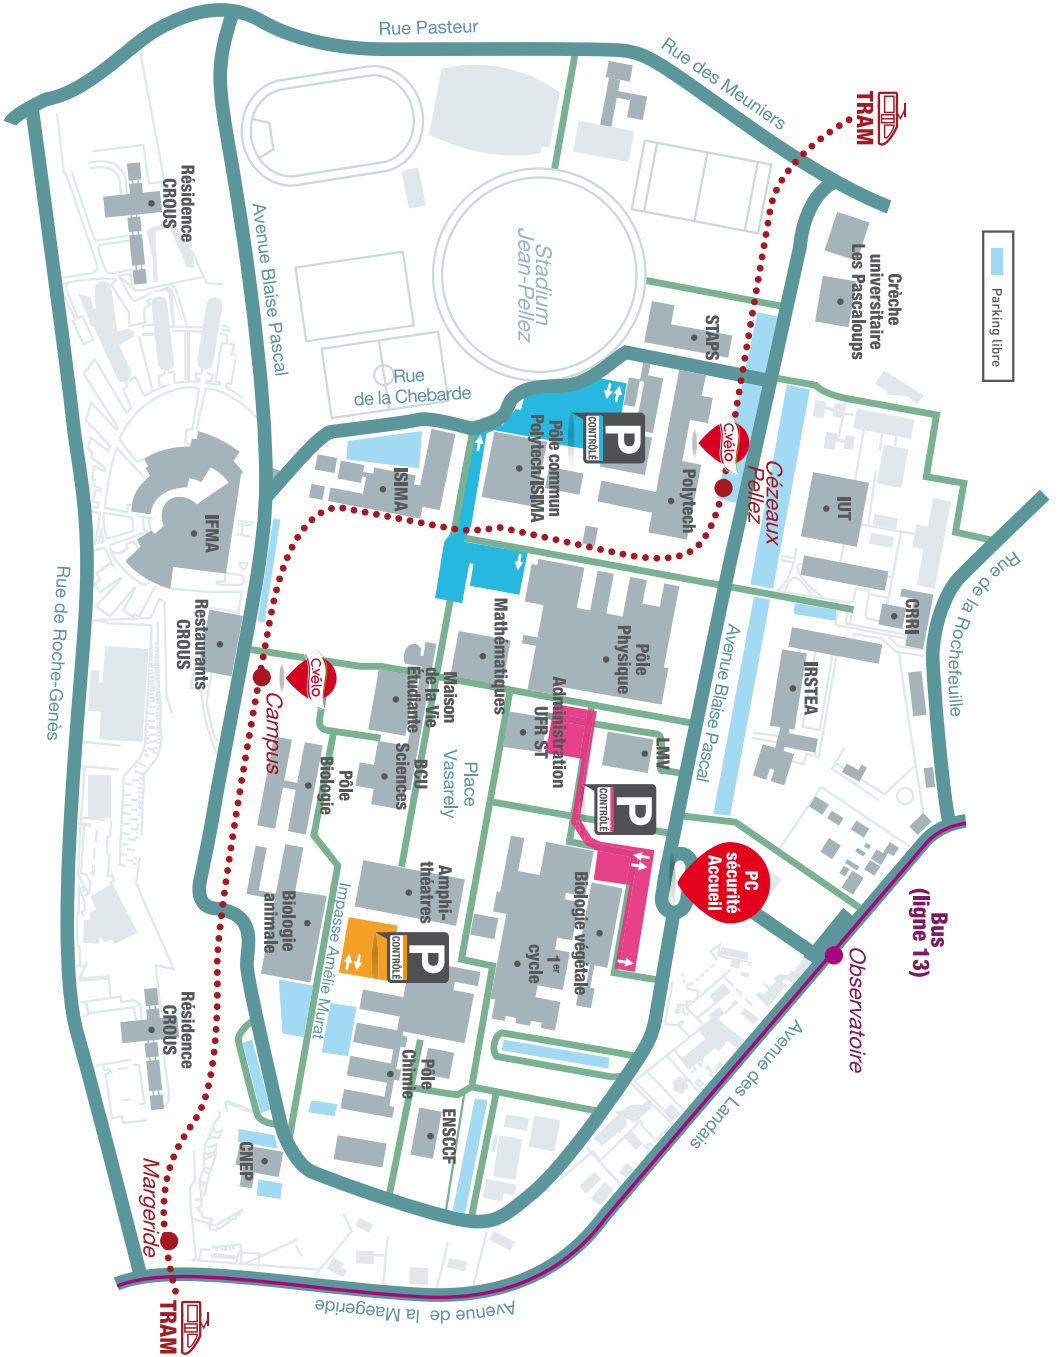 Rue Pasteur
Rue des Meuniers
TRAM
Parking libre
Résidence
CROUS
Avenue Blaise Pascal
Stadium
Jean-Pellez
Crèche
universitaire
Les Pascaloups
STAPS
Rue
de la Chebarde
Pôle commun
Polytech/ISIMA
P
CONTRÔLÉ
C.vélo
Cézeaux
Pellez
Polytech
ISIMA
IUT
IFMA
Rue de la Rochefeuille
CRRI
Rue de Roche-Genès
Restaurants
CROUS
Mathématiques
Pôle
Physique
Avenue Blaise Pascal
IRSTEA
C.vélo
Campus
Maison
de la Vie
Étudiante
Administration
UFR ST
LMV
Pôle
Biologie
BCU
Sciences
Place
Vasarely
P
CONTRÔLÉ
PC
sécurité
Accueil
Biologie
animale
Impasse Amélie Murat
Amphi-
théatres
P
CONTRÔLÉ
Biologie végétale
1er
cycle
Bus
(ligne 13)
Observatoire
Avenue des Landais
Résidence
CROUS
Pôle
Chimie
ENSCCF
CNEP
Margeride
TRAM
Avenue de la Maegeride